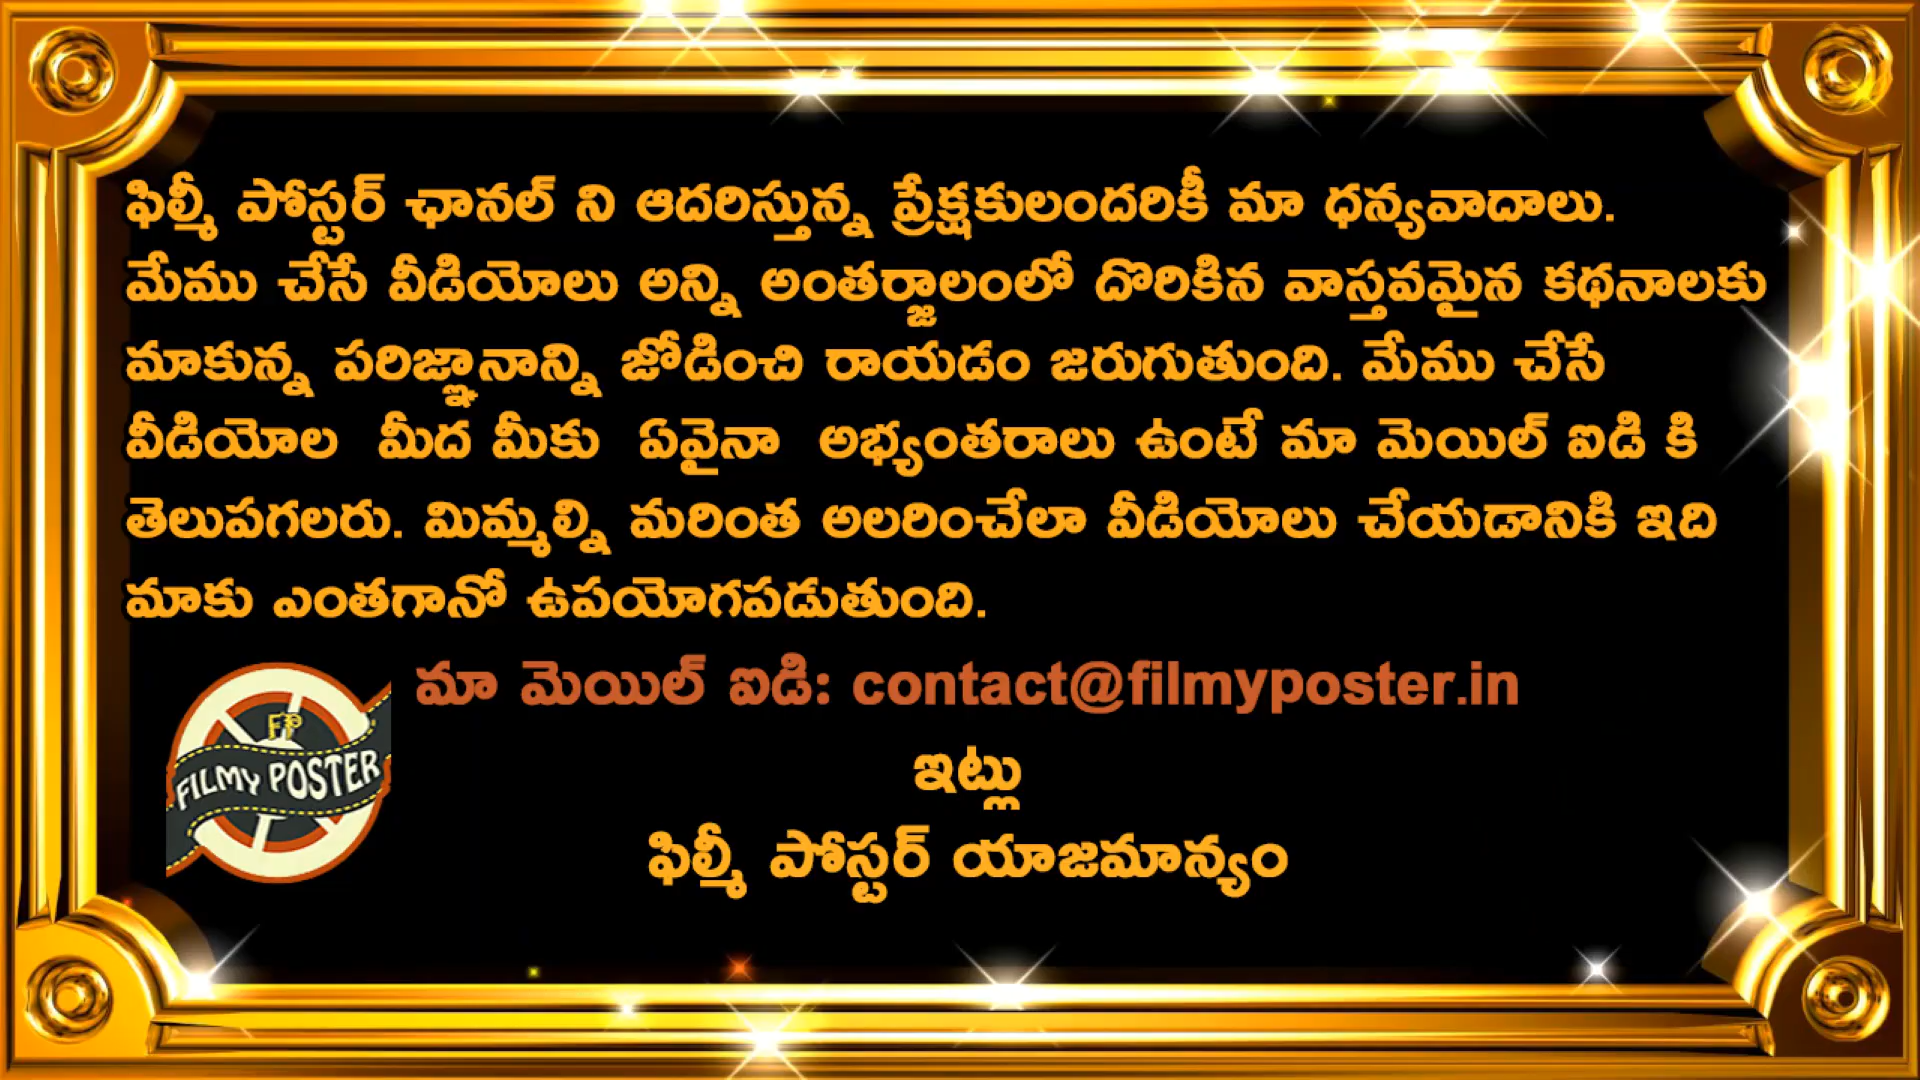 ఫిల్మీ పోస్టర్ ఛానల్ ని ఆదరిస్తున్న ప్రేక్షకులందరికీ మా ధన్యవాదాలు.
మేము చేసే వీడియోలు అన్ని అంతర్జాలంలో దొరికిన వాస్తవమైన కథనాలకు
మాకున్న పరిజ్ఞానాన్ని జోడించి రాయడం జరుగుతుంది. మేము చేసే
వీడియోల మీద మీకు ఏవైనా అభ్యంతరాలు ఉంటే మా మెయిల్ ఐడి కి
తెలుపగలరు. మిమ్మల్ని మరింత అలరించేలా వీడియోలు చేయడానికి ఇది
మాకు ఎంతగానో ఉపయోగపడుతుంది.
మా మెయిల్ ఐడి: contact@filmyposter.in
FP
FILMY POSTER
ఇట్లు
ఫిల్మీ పోస్టర్ యాజమాన్యం